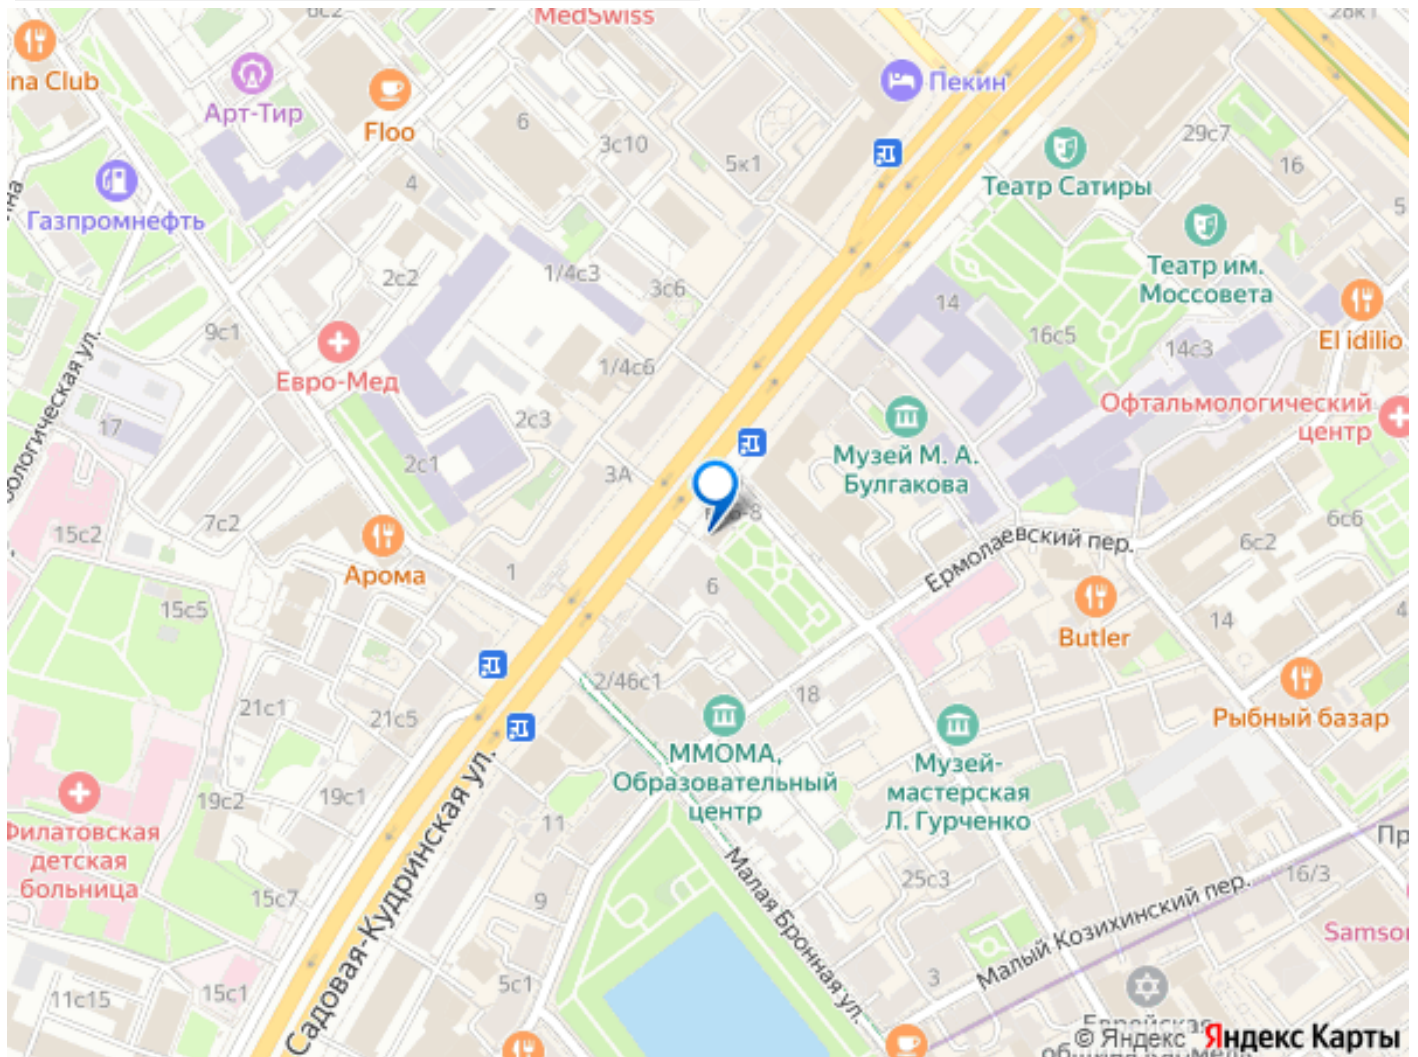 6с2
MedSwiss
28к1
na Club
Пекин
Арт-Тир
Floo
6
3с10
5к1
29с7
16
4
Театр Сатиры
5
Газпромнефть
1/4с3
2с2
3с6
Театр им.
Моссовета
14
9с1
16с5
14с3
El idilio
Евро-Мед
1/4с6
Офтальмологический
центр
17
2с3
Музей М. А.
Булгакова
2с1
3А
7с2
15с2
6с6
6с2
Ермолаевский пер.
Арома
1
6
15с5
14
4
Butler
2/46с1
18
21с1
21с5
Рыбный базар
ММОМА,
Образовательный
центр
Музей-
мастерская
Л. Гурченко
19с2
19с1
11
Филатовская
детская
больница
Садовая-Кудринская ул.
Малая Бронная ул.
25с3
16/3
Пр
15с7
9
Малый Козихинский пер.
Samso
3
5с1
11с15
15с1
Еврейская
© Яндекс Яндекс Карты